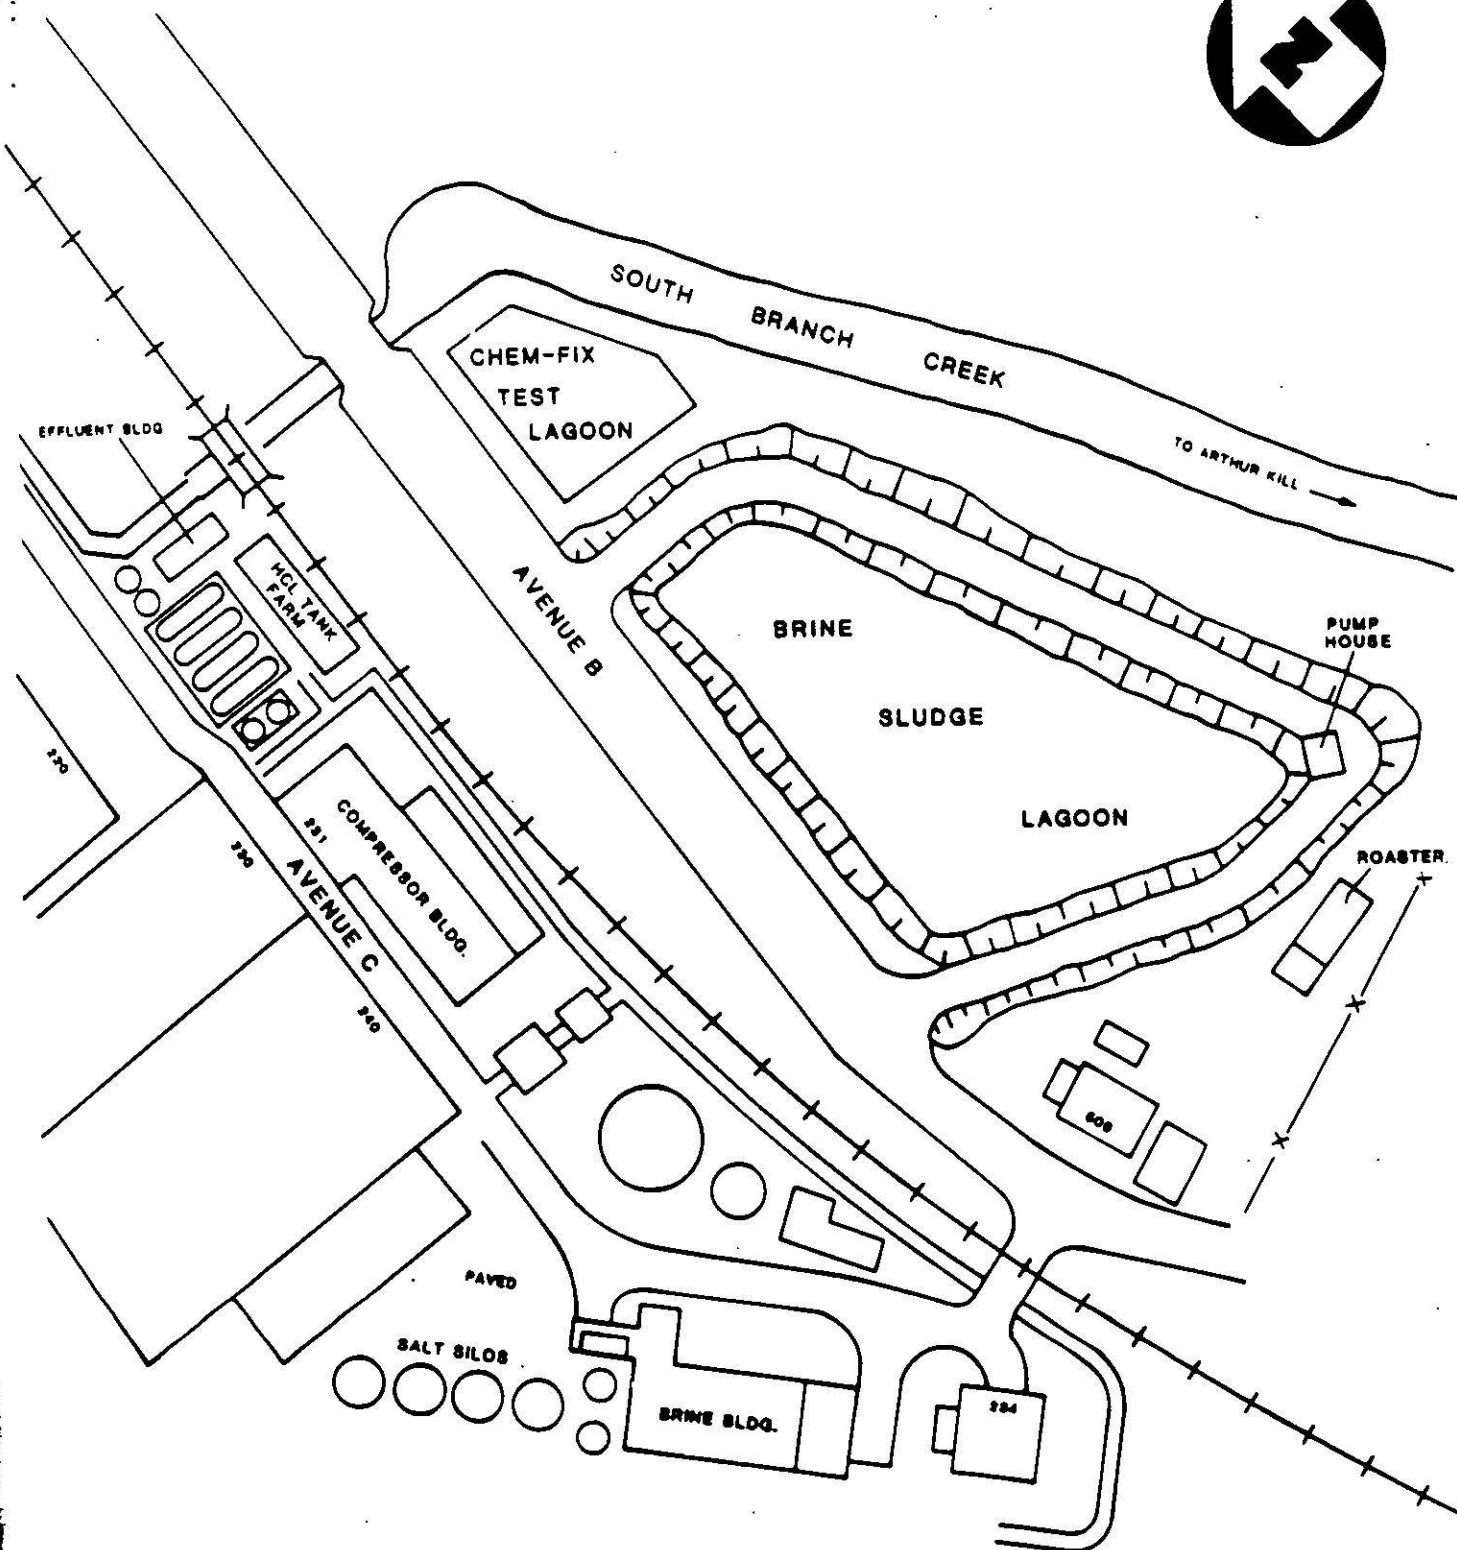 N
SOUTH BRANCH CREEK
TO ARTHUR KILL
CHEM-FIX
TEST
LAGOON
EFFLUENT BLDG
HCL TANK
FARM
AVENUE B
BRINE
SLUDGE
LAGOON
PUMP
HOUSE
ROASTER
220
230
231
COMPRESSOR BLDG.
AVENUE C
240
PAVED
SALT SILOS
BRINE BLDG.
234